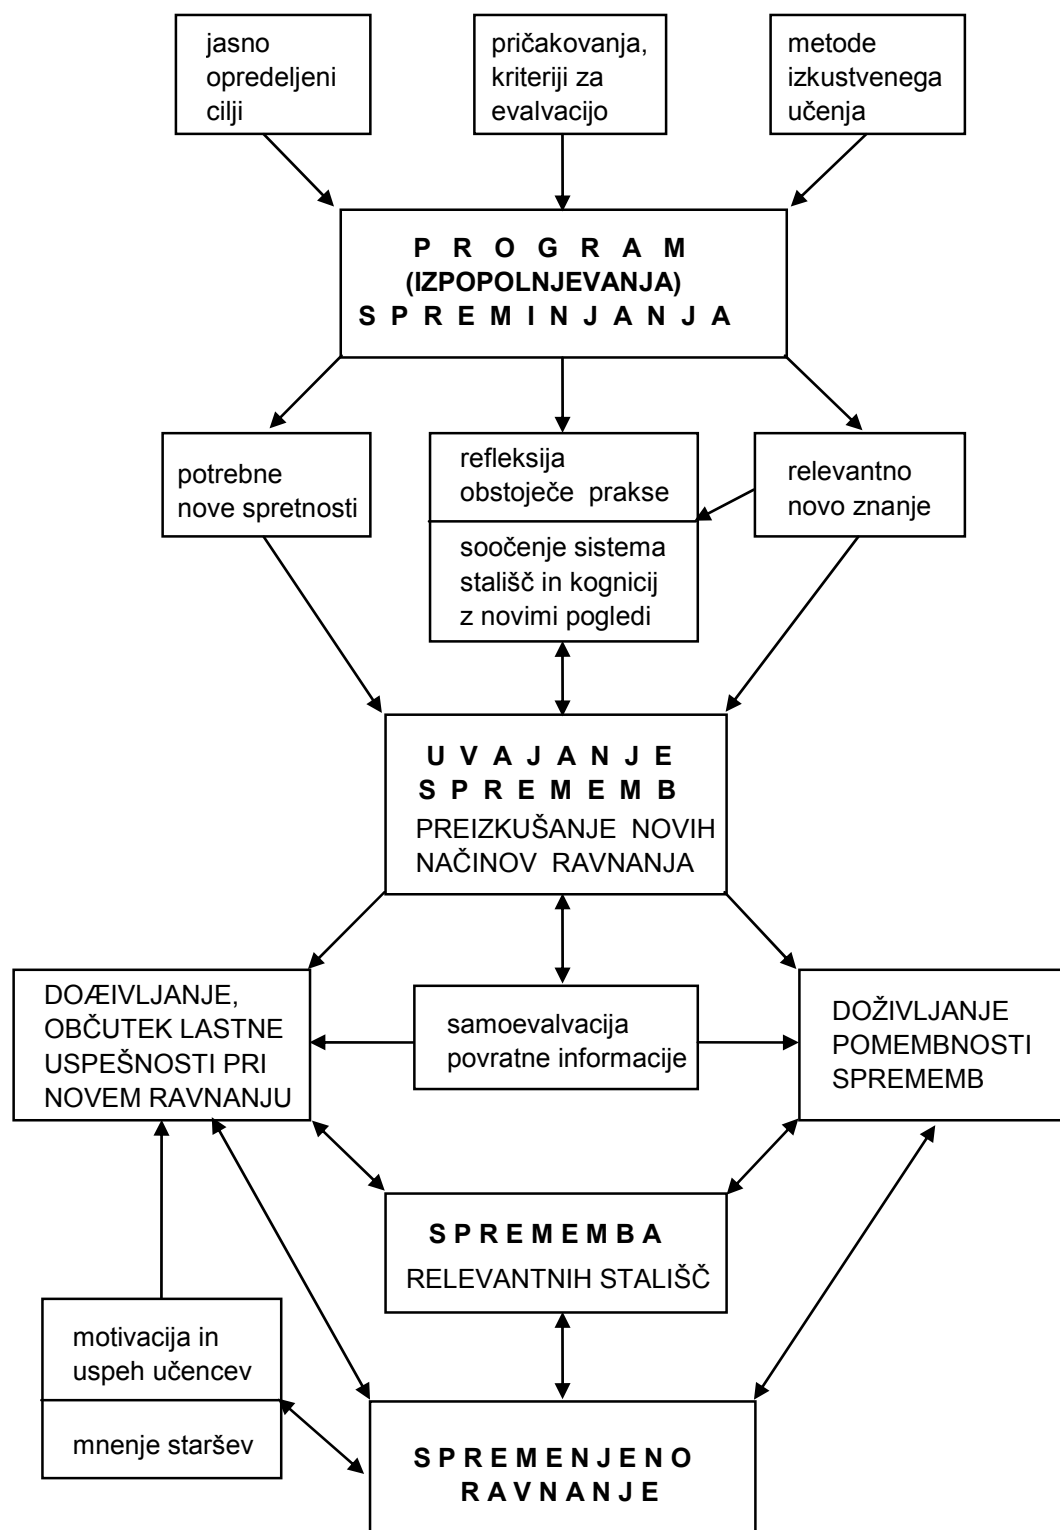 jasno
opredeljeni
cilji
pričakovanja,
kriteriji za
evalvacijo
metode
izkustvenega
učenja
P R O G R A M
(IZPOPOLNJEVANJA)
S P R E M I N J A N J A
potrebne
nove spretnosti
refleksija
obstoječe prakse
soočenje sistema
stališč in kognicij
z novimi pogledi
relevantno
novo znanje
U V A J A N J E
S P R E M E M B
PREIZKUŠANJE NOVIH
NAČINOV RAVNANJA
DOÆIVLJANJE,
OBČUTEK LASTNE
USPEŠNOSTI PRI
NOVEM RAVNANJU
samoevalvacija
povratne informacije
DOŽIVLJANJE
POMEMBNOSTI
SPREMEMB
S P R E M E M B A
RELEVANTNIH STALIŠČ
motivacija in
uspeh učencev
mnenje staršev
S P R E M E N J E N O
R A V N A N J E